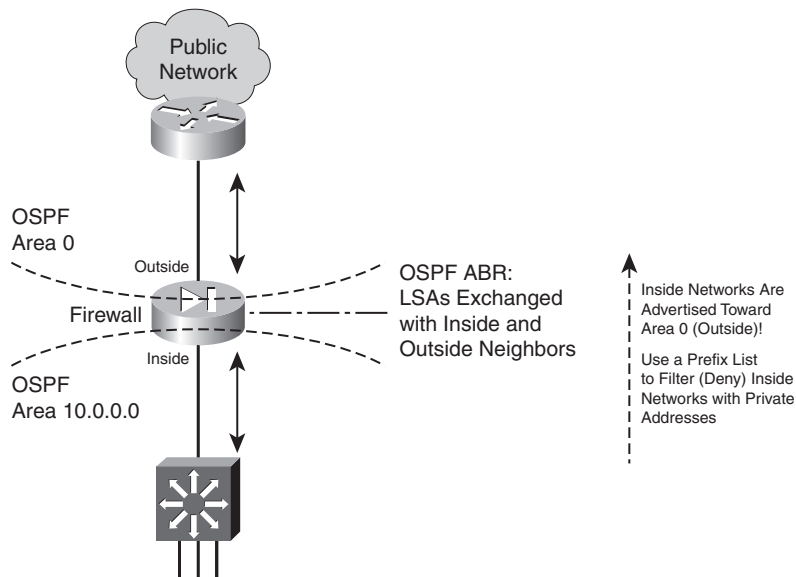 Public
Network
OSPF
Area 0
Outside
Firewall
Inside
OSPF
Area 10.0.0.0
OSPF ABR:
LSAs Exchanged
with Inside and
Outside Neighbors
Inside Networks Are
Advertised Toward
Area 0 (Outside)!
Use a Prefix List
to Filter (Deny) Inside
Networks with Private
Addresses